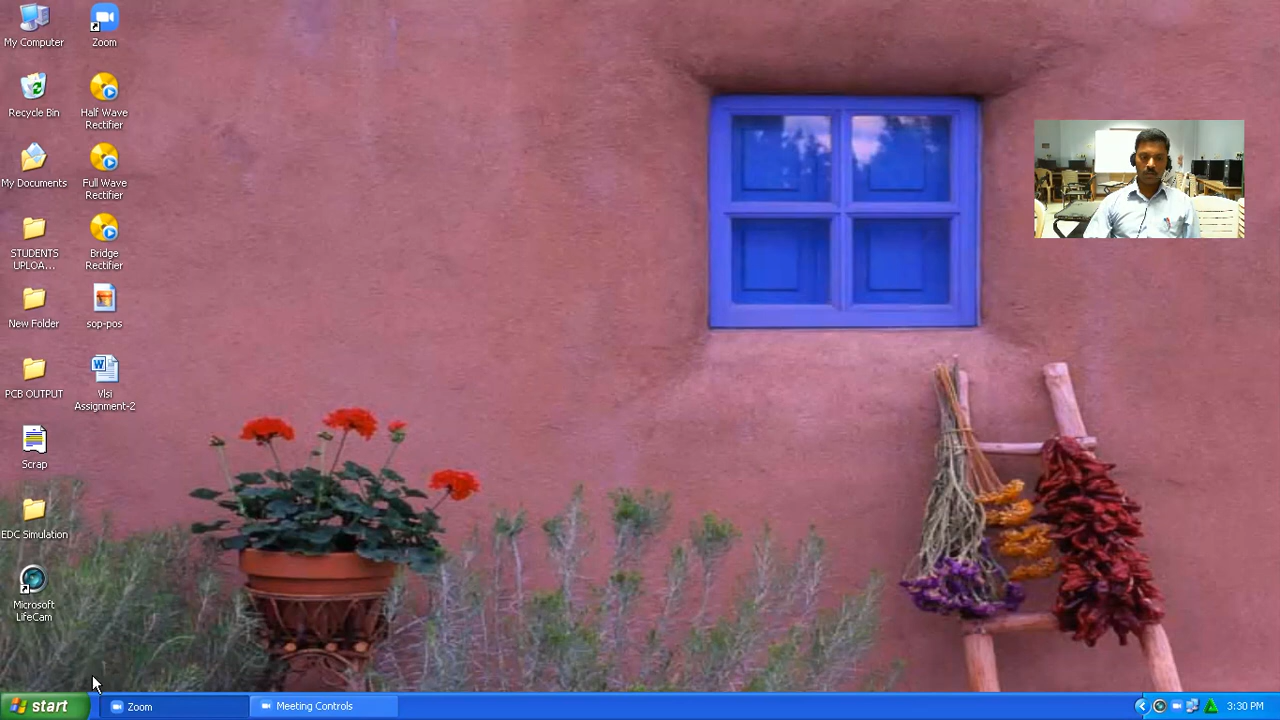 My Computer
Zoom
Recycle Bin
Half Wave
Rectifier
My Documents
Full Wave
Rectifier
STUDENTS
UPLOA...
Bridge
Rectifier
New Folder
sop-pos
PCB OUTPUT
Vlsi
Assignment-2
Scrap
EDC Simulation
Microsoft
LifeCam
start
Zoom
Meeting Controls
3:30 PM